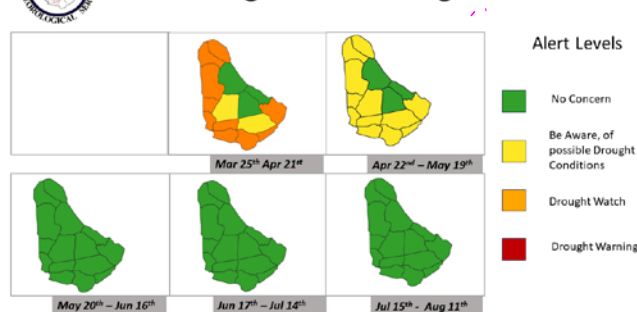 Alert Levels
No Concern
Be Aware, of
possible Drought
Conditions
Drought Watch
Drought Warning
Mar 25th Apr 21st
Apr 22nd – May 19th
May 20th – Jun 16th
Jun 17th – Jul 14th
Jul 15th - Aug 11th